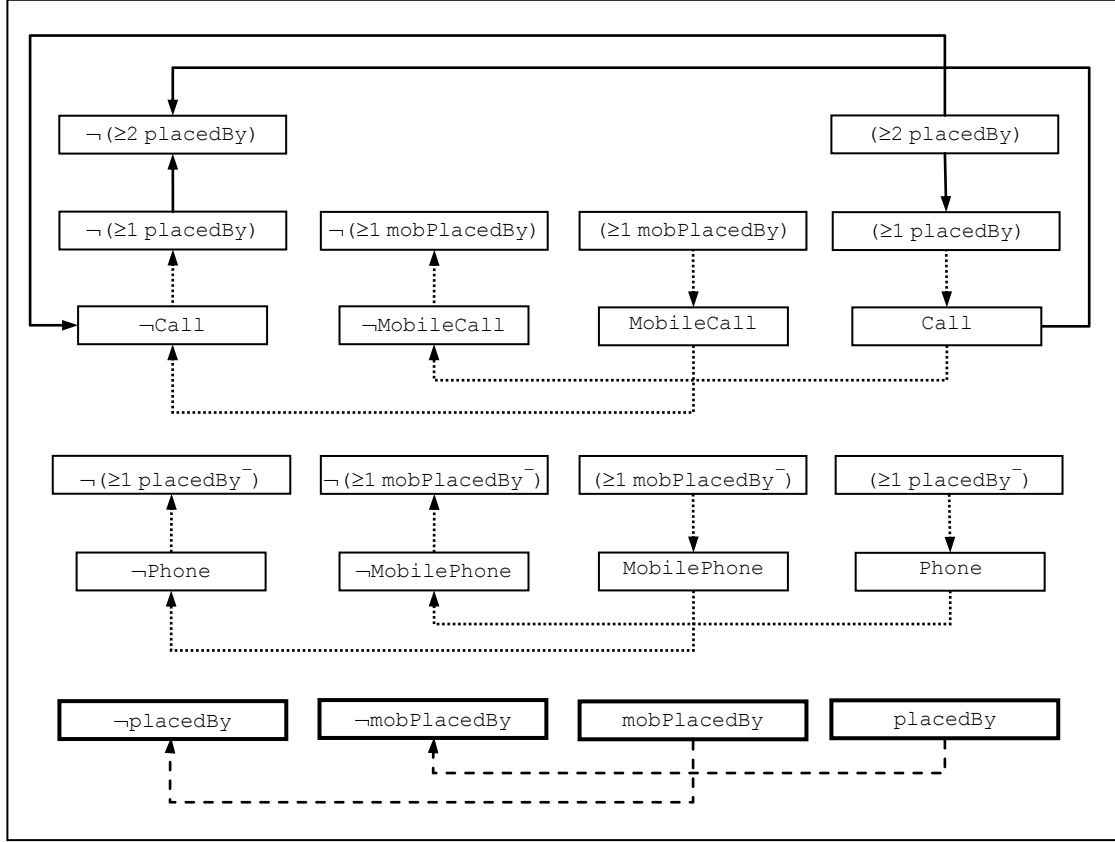 ¬(≥2 placedBy) (≥2 placedBy)
¬(≥1 placedBy) ¬(≥1 mobPlacedBy) (≥1 mobPlacedBy) (≥1 placedBy)
¬Call ¬MobileCall MobileCall Call
¬(≥1 placedBy‾) ¬(≥1 mobPlacedBy‾) (≥1 mobPlacedBy‾) (≥1 placedBy‾)
¬Phone ¬MobilePhone MobilePhone Phone
¬placedBy ¬mobPlacedBy mobPlacedBy placedBy